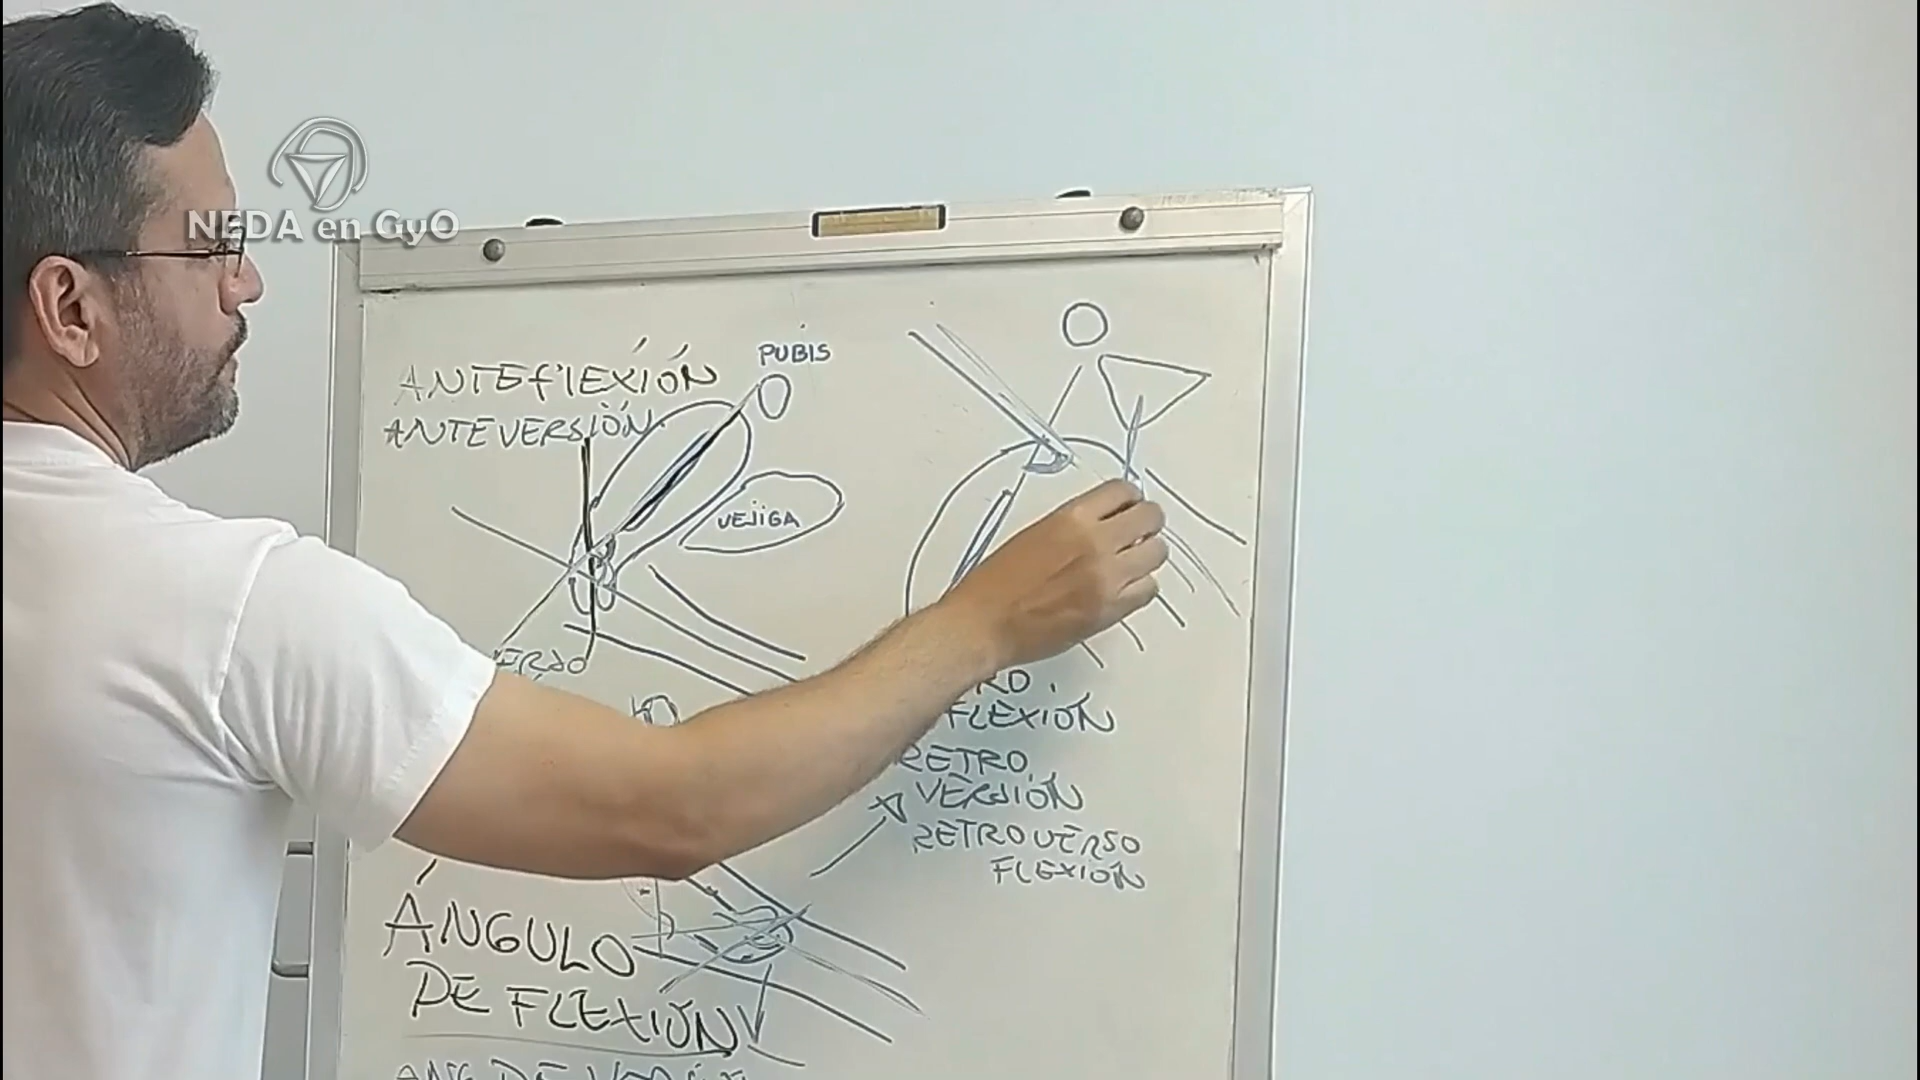 NEDA en GyO
ANTEFLEXIÓN
ANTEVERSIÓN
PUBIS
VEJIGA
FLEXIÓN
RETRO
VERSIÓN
RETROVERSO
FLEXIÓN
ÁNGULO
DE FLEXIÓN